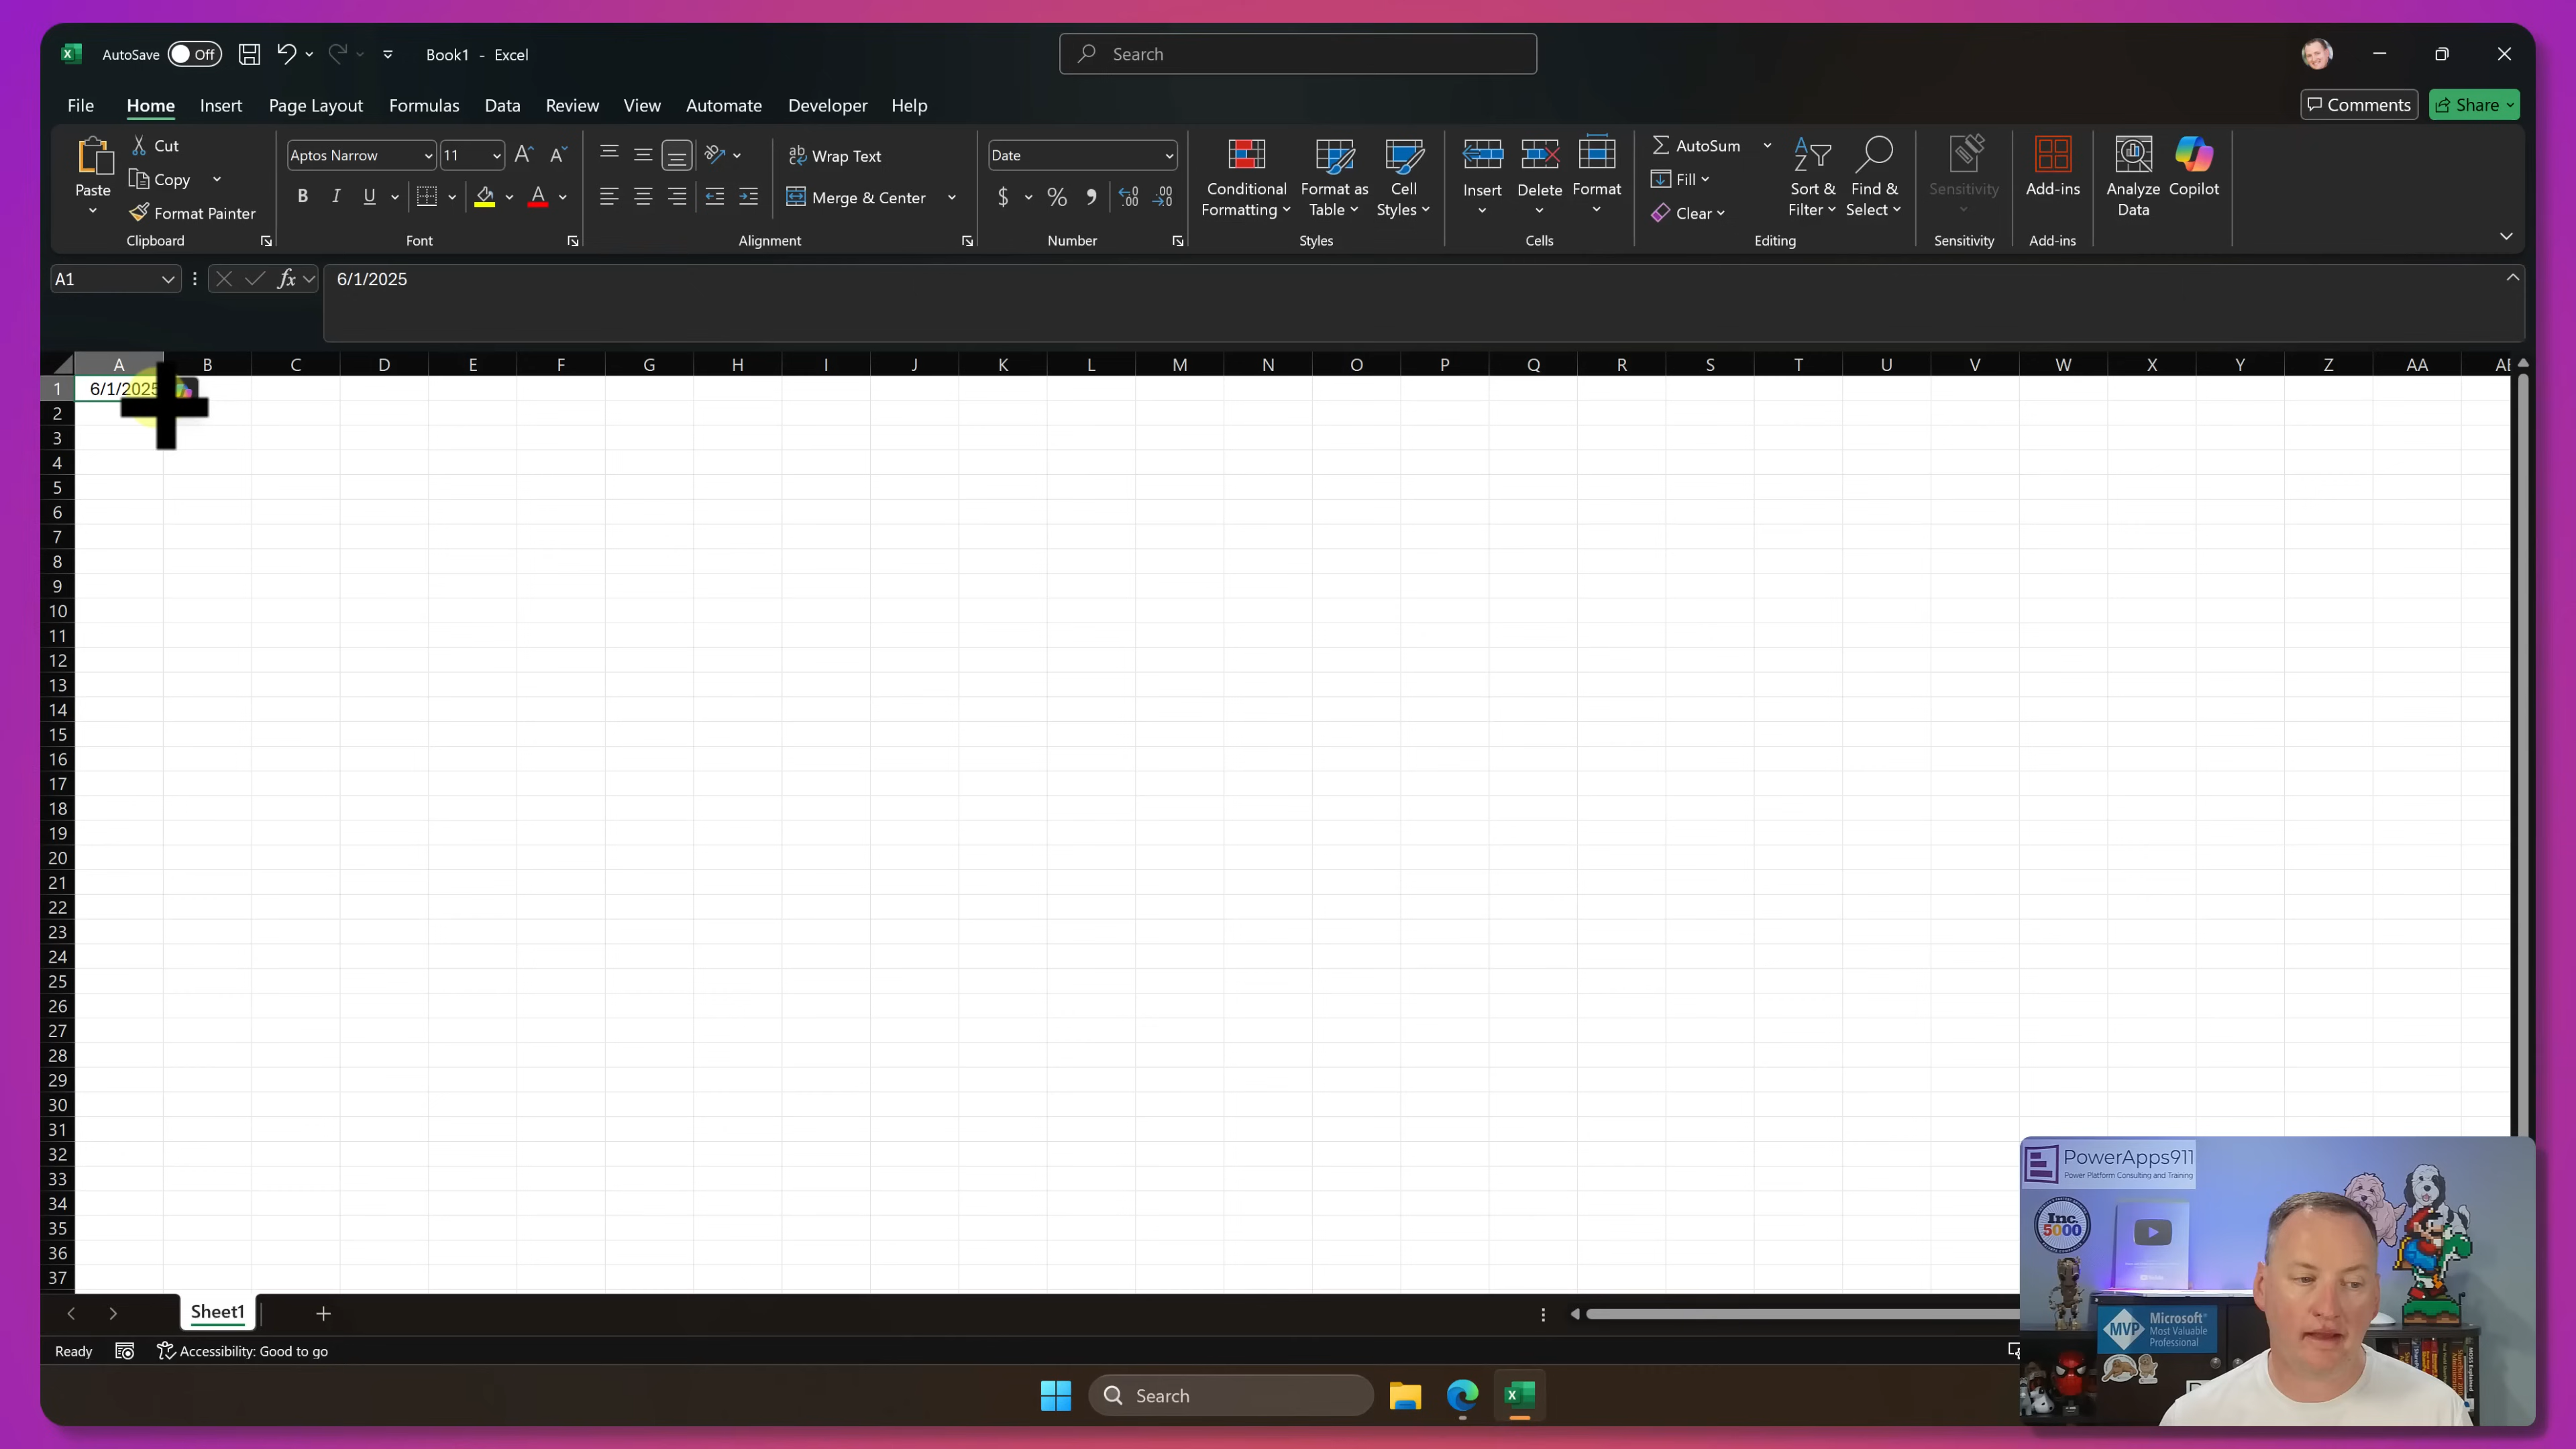 AutoSave Off Book1 - Excel Search
File Home Insert Page Layout Formulas Data Review View Automate Developer Help Comments Share
Paste Cut Copy Format Painter Clipboard
Aptos Narrow 11 B I U A Font
Wrap Text Merge & Center Alignment
Date $ % Number
Conditional Formatting Format as Table Cell Styles Styles
Insert Delete Format Cells
AutoSum Fill Clear Sort & Filter Find & Select Editing
Sensitivity Sensitivity
Add-ins Add-ins
Analyze Data Copilot
A1 fx 6/1/2025
A B C D E F G H I J K L M N O P Q R S T U V W X Y Z AA
1 6/1/2025
2
3
4
5
6
7
8
9
10
11
12
13
14
15
16
17
18
19
20
21
22
23
24
25
26
27
28
29
30
31
32
33
34
35
36
37
PowerApps911
Power Platform Consulting and Training
Inc.
5000
MVP Microsoft
Most Valuable
Professional
Sheet1
Ready Accessibility: Good to go
Search